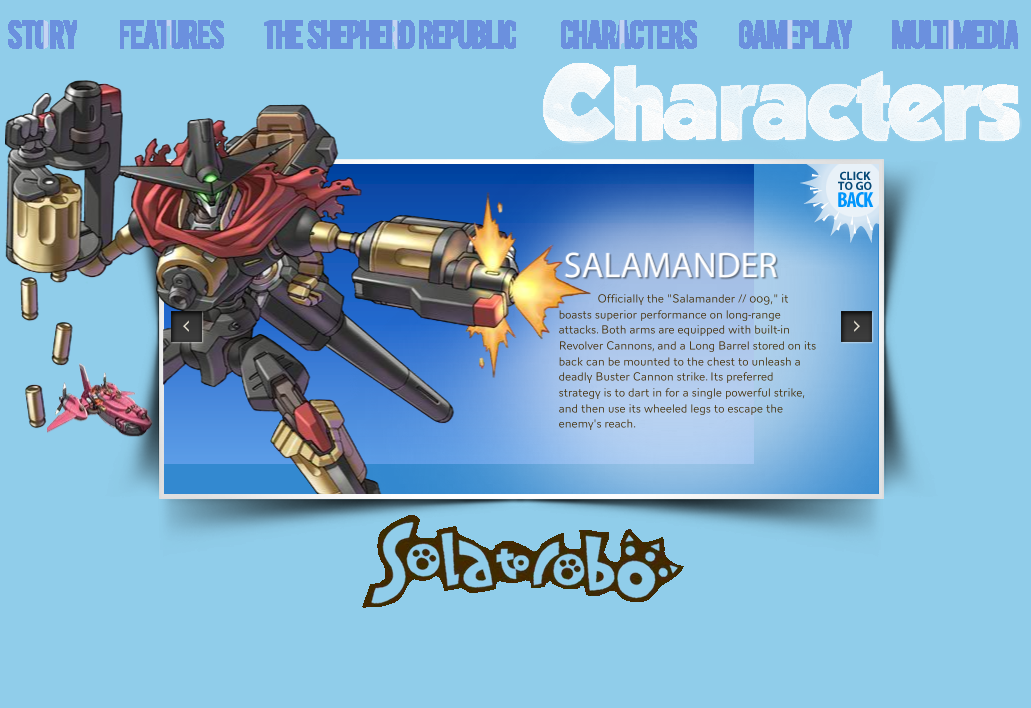 STORY FEATURES THE SHEPHERD REPUBLIC CHARACTERS GAMEPLAY MULTIMEDIA
Characters
CLICK
TO GO
BACK
SALAMANDER
Officially the "Salamander // 009," it
boasts superior performance on long-range
attacks. Both arms are equipped with built-in
Revolver Cannons, and a Long Barrel stored on its
back can be mounted to the chest to unleash a
deadly Buster Cannon strike. Its preferred
strategy is to dart in for a single powerful strike,
and then use its wheeled legs to escape the
enemy's reach.
Solatorobo